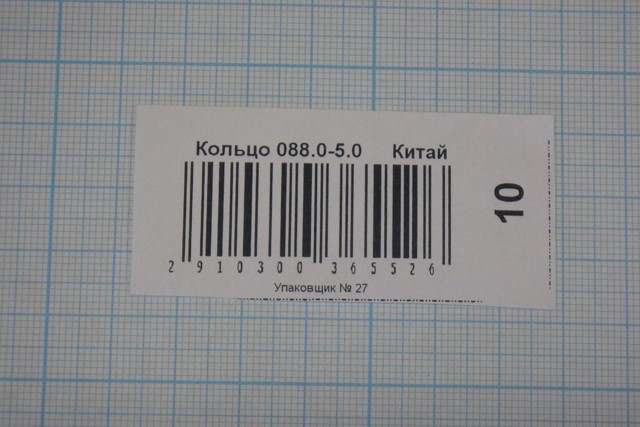 Кольцо 088.0-5.0 Китай
2 910300 365526
Упаковщик № 27
10